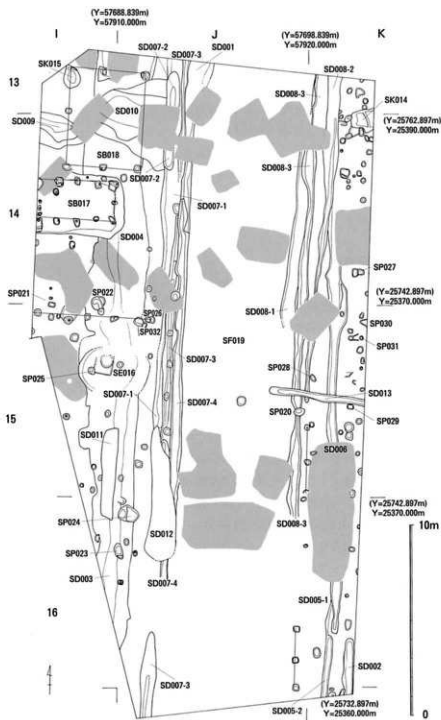 (Y=57688.839m)
Y=57910.000m)
(Y=57698.839m)
Y=57920.000m)
I
SD007-2
SD007-3
SD001
J
K
SD008-2
SK015
13
SD008-3
SK014
SD010
SD009
(Y=25762.897m)
Y=25390.000m)
SB018
SD008-3
SD007-2
SB017
14
SD007-1
SD004
SP027
SP022
SP021
(Y=25742.897m)
Y=25370.000m)
SP026
SD008-1
SP032
SP030
SF019
SD007-3
SP031
SP028
SE016
SP025
SD013
SD007-1
SD007-4
15
SP020
SP029
SD011
SD006
(Y=25742.897m)
Y=25370.000m)
SP024
SD008-3
10m
SD012
SP023
SD003
SD007-4
SD005-1
16
SD002
SD007-3
SD005-2
(Y=25732.897m)
Y=25360.000m)
0